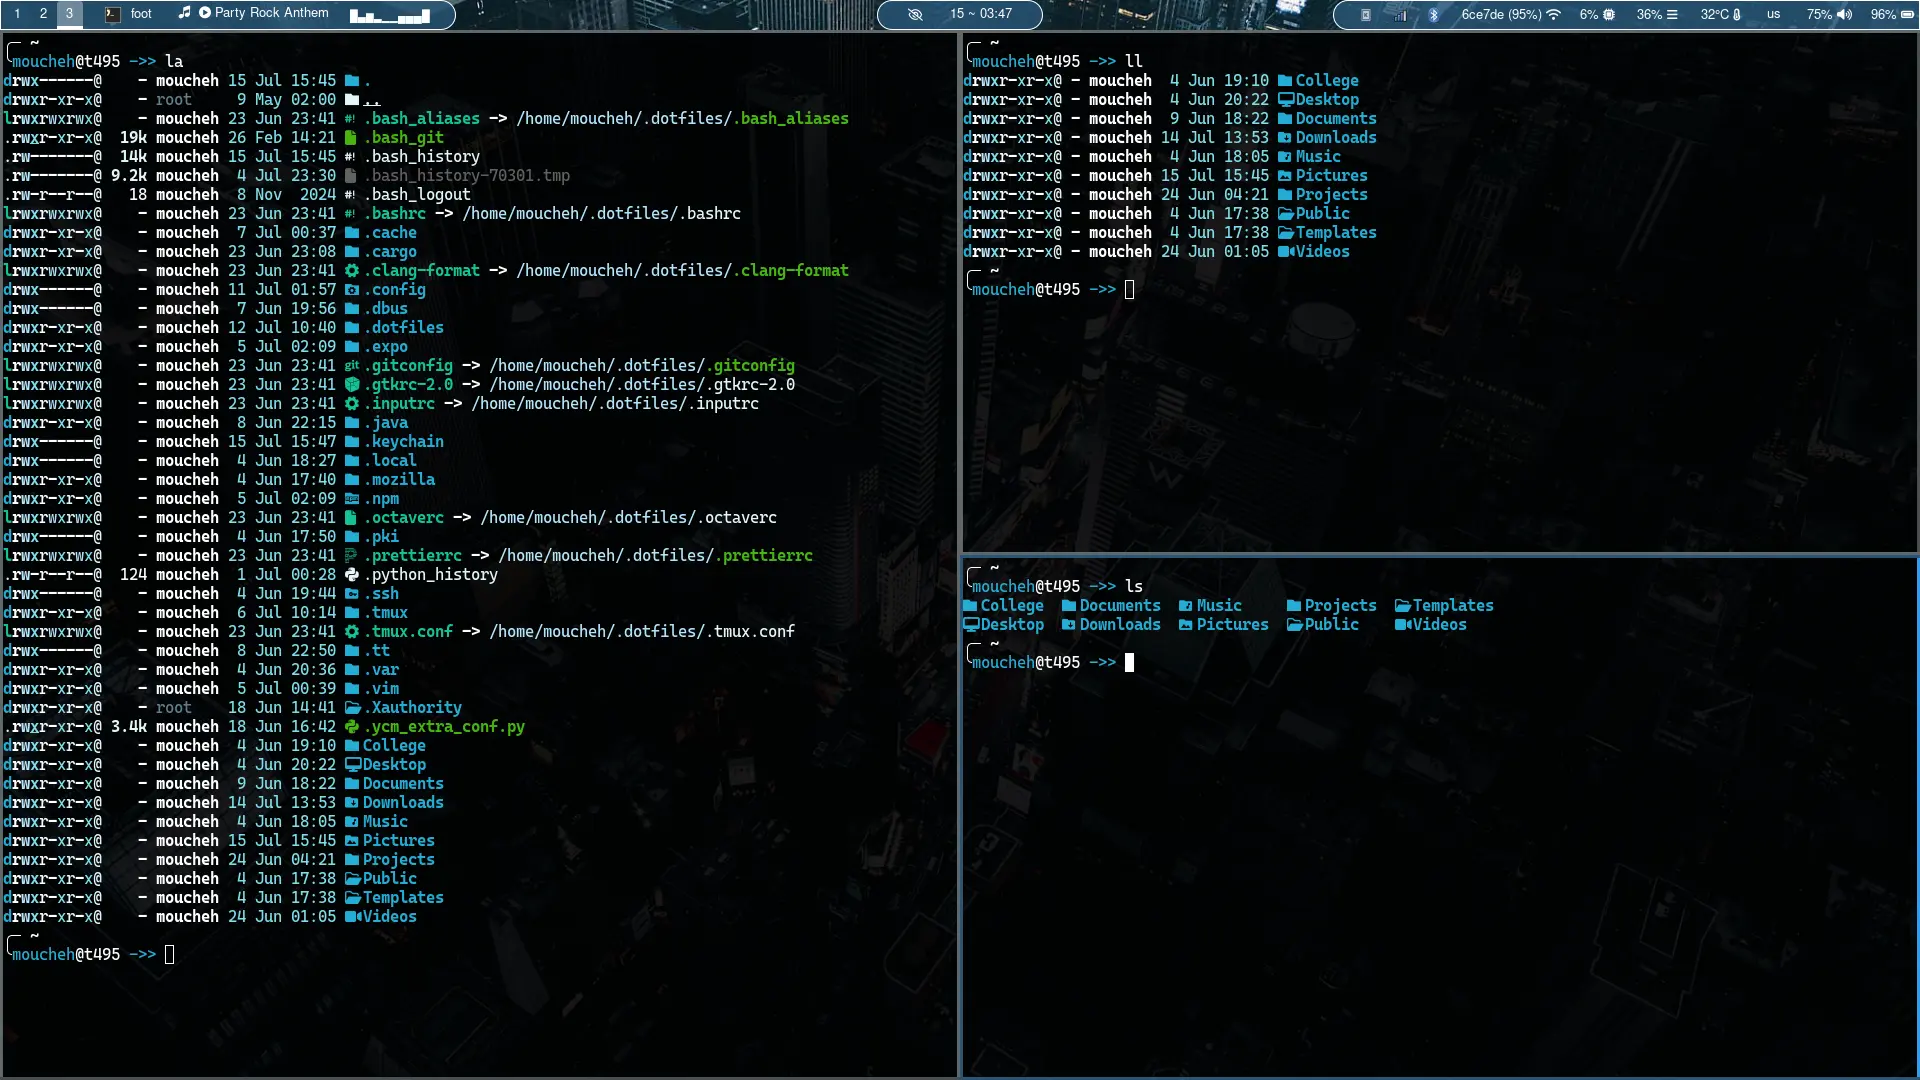 1 2 3 foot Party Rock Anthem 15 ~ 03:47 6ce7de (95%) 6% 36% 32°C us 75% 96%
~
moucheh@t495 ->> la
drwx------@ - moucheh 15 Jul 15:45 .
drwxr-xr-x@ - root 9 May 02:00 ..
lrwxrwxrwx@ - moucheh 23 Jun 23:41 #! .bash_aliases -> /home/moucheh/.dotfiles/.bash_aliases
.rwxr-xr-x@ 19k moucheh 26 Feb 14:21 .bash_git
.rw-------@ 14k moucheh 15 Jul 15:45 #! .bash_history
.rw-------@ 9.2k moucheh 4 Jul 23:30 .bash_history-70301.tmp
.rw-r--r--@ 18 moucheh 8 Nov 2024 #! .bash_logout
lrwxrwxrwx@ - moucheh 23 Jun 23:41 #! .bashrc -> /home/moucheh/.dotfiles/.bashrc
drwxr-xr-x@ - moucheh 7 Jul 00:37 .cache
drwxr-xr-x@ - moucheh 23 Jun 23:08 .cargo
lrwxrwxrwx@ - moucheh 23 Jun 23:41 .clang-format -> /home/moucheh/.dotfiles/.clang-format
drwx------@ - moucheh 11 Jul 01:57 .config
drwx------@ - moucheh 7 Jun 19:56 .dbus
drwxr-xr-x@ - moucheh 12 Jul 10:40 .dotfiles
drwxr-xr-x@ - moucheh 5 Jul 02:09 .expo
lrwxrwxrwx@ - moucheh 23 Jun 23:41 git .gitconfig -> /home/moucheh/.dotfiles/.gitconfig
lrwxrwxrwx@ - moucheh 23 Jun 23:41 .gtkrc-2.0 -> /home/moucheh/.dotfiles/.gtkrc-2.0
lrwxrwxrwx@ - moucheh 23 Jun 23:41 .inputrc -> /home/moucheh/.dotfiles/.inputrc
drwxr-xr-x@ - moucheh 8 Jun 22:15 .java
drwx------@ - moucheh 15 Jul 15:47 .keychain
drwx------@ - moucheh 4 Jun 18:27 .local
drwxr-xr-x@ - moucheh 4 Jun 17:40 .mozilla
drwxr-xr-x@ - moucheh 5 Jul 02:09 .npm
lrwxrwxrwx@ - moucheh 23 Jun 23:41 .octaverc -> /home/moucheh/.dotfiles/.octaverc
drwx------@ - moucheh 4 Jun 17:50 .pki
lrwxrwxrwx@ - moucheh 23 Jun 23:41 .prettierrc -> /home/moucheh/.dotfiles/.prettierrc
.rw-r--r--@ 124 moucheh 1 Jul 00:28 .python_history
drwx------@ - moucheh 4 Jun 19:44 .ssh
drwxr-xr-x@ - moucheh 6 Jul 10:14 .tmux
lrwxrwxrwx@ - moucheh 23 Jun 23:41 .tmux.conf -> /home/moucheh/.dotfiles/.tmux.conf
drwx------@ - moucheh 8 Jun 22:50 .tt
drwxr-xr-x@ - moucheh 4 Jun 20:36 .var
drwxr-xr-x@ - moucheh 5 Jul 00:39 .vim
drwxr-xr-x@ - root 18 Jun 14:41 .Xauthority
.rwxr-xr-x@ 3.4k moucheh 18 Jun 16:42 .ycm_extra_conf.py
drwxr-xr-x@ - moucheh 4 Jun 19:10 College
drwxr-xr-x@ - moucheh 4 Jun 20:22 Desktop
drwxr-xr-x@ - moucheh 9 Jun 18:22 Documents
drwxr-xr-x@ - moucheh 14 Jul 13:53 Downloads
drwxr-xr-x@ - moucheh 4 Jun 18:05 Music
drwxr-xr-x@ - moucheh 15 Jul 15:45 Pictures
drwxr-xr-x@ - moucheh 24 Jun 04:21 Projects
drwxr-xr-x@ - moucheh 4 Jun 17:38 Public
drwxr-xr-x@ - moucheh 4 Jun 17:38 Templates
drwxr-xr-x@ - moucheh 24 Jun 01:05 Videos
~
moucheh@t495 ->>
~
moucheh@t495 ->> ll
drwxr-xr-x@ - moucheh 4 Jun 19:10 College
drwxr-xr-x@ - moucheh 4 Jun 20:22 Desktop
drwxr-xr-x@ - moucheh 9 Jun 18:22 Documents
drwxr-xr-x@ - moucheh 14 Jul 13:53 Downloads
drwxr-xr-x@ - moucheh 4 Jun 18:05 Music
drwxr-xr-x@ - moucheh 15 Jul 15:45 Pictures
drwxr-xr-x@ - moucheh 24 Jun 04:21 Projects
drwxr-xr-x@ - moucheh 4 Jun 17:38 Public
drwxr-xr-x@ - moucheh 4 Jun 17:38 Templates
drwxr-xr-x@ - moucheh 24 Jun 01:05 Videos
~
moucheh@t495 ->>
~
moucheh@t495 ->> ls
College Documents Music Projects Templates
Desktop Downloads Pictures Public Videos
~
moucheh@t495 ->>